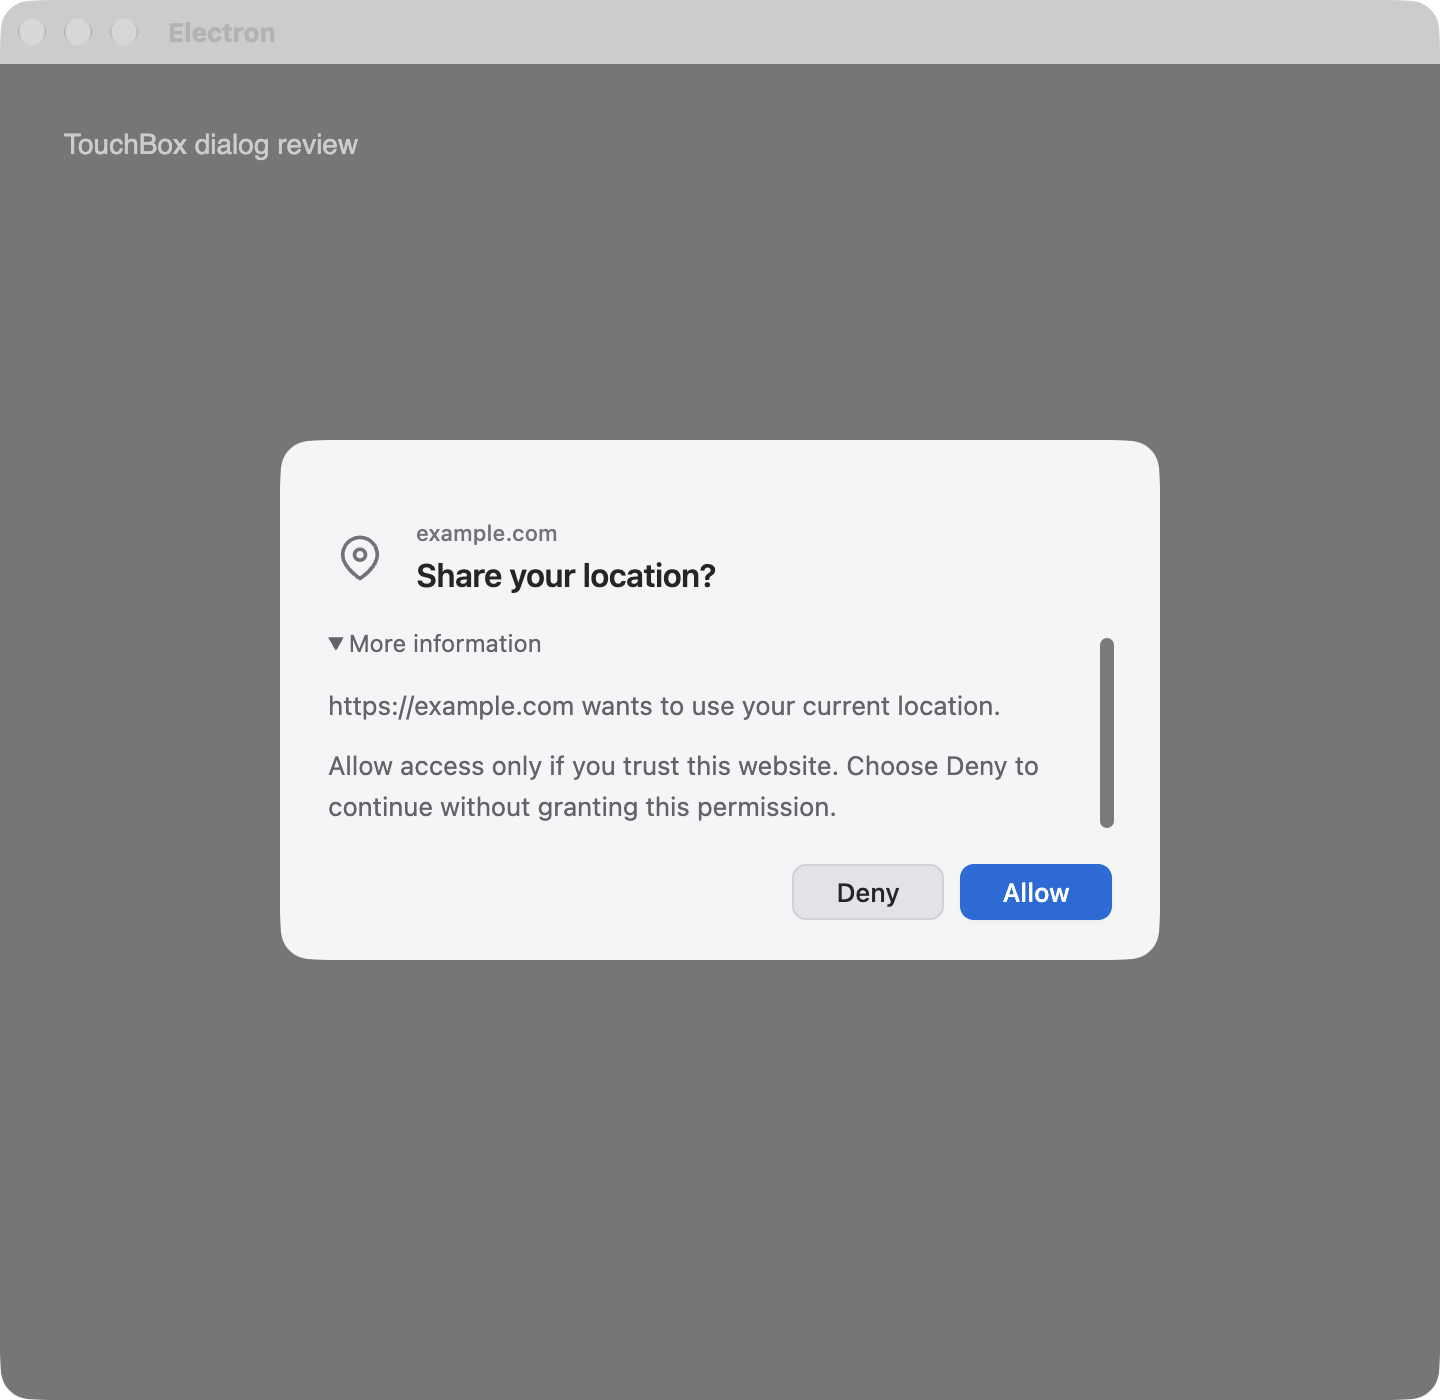 Electron
TouchBox dialog review
example.com
Share your location?
More information
https://example.com wants to use your current location.
Allow access only if you trust this website. Choose Deny to
continue without granting this permission.
Deny
Allow